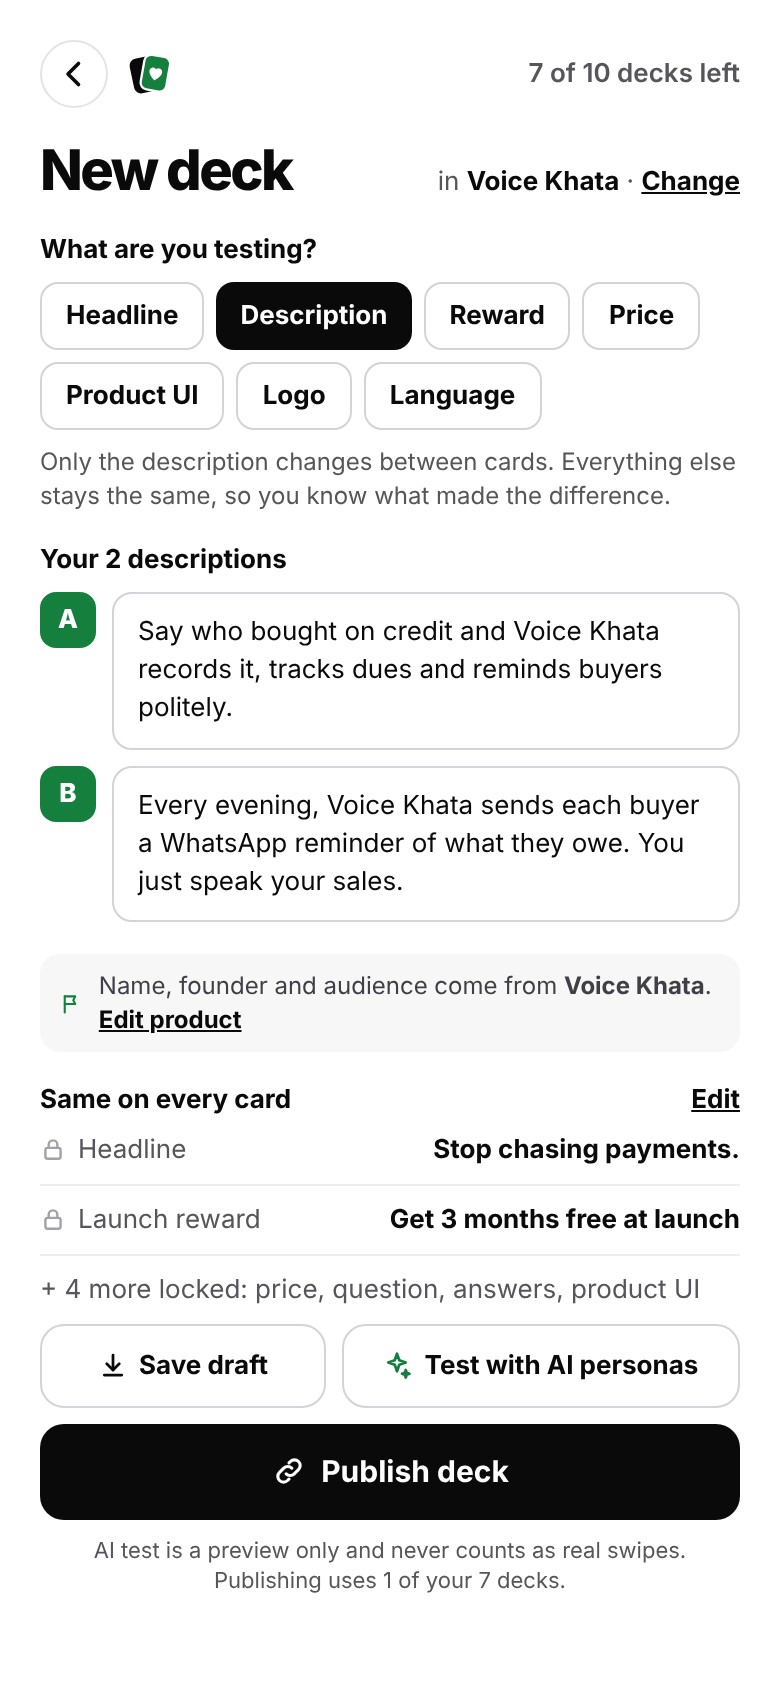 7 of 10 decks left
New deck
in Voice Khata · Change
What are you testing?
Headline
Description
Reward
Price
Product UI
Logo
Language
Only the description changes between cards. Everything else
stays the same, so you know what made the difference.
Your 2 descriptions
A
Say who bought on credit and Voice Khata
records it, tracks dues and reminds buyers
politely.
B
Every evening, Voice Khata sends each buyer
a WhatsApp reminder of what they owe. You
just speak your sales.
Name, founder and audience come from Voice Khata.
Edit product
Same on every card
Edit
Headline
Stop chasing payments.
Launch reward
Get 3 months free at launch
+ 4 more locked: price, question, answers, product UI
Save draft
Test with AI personas
Publish deck
AI test is a preview only and never counts as real swipes.
Publishing uses 1 of your 7 decks.